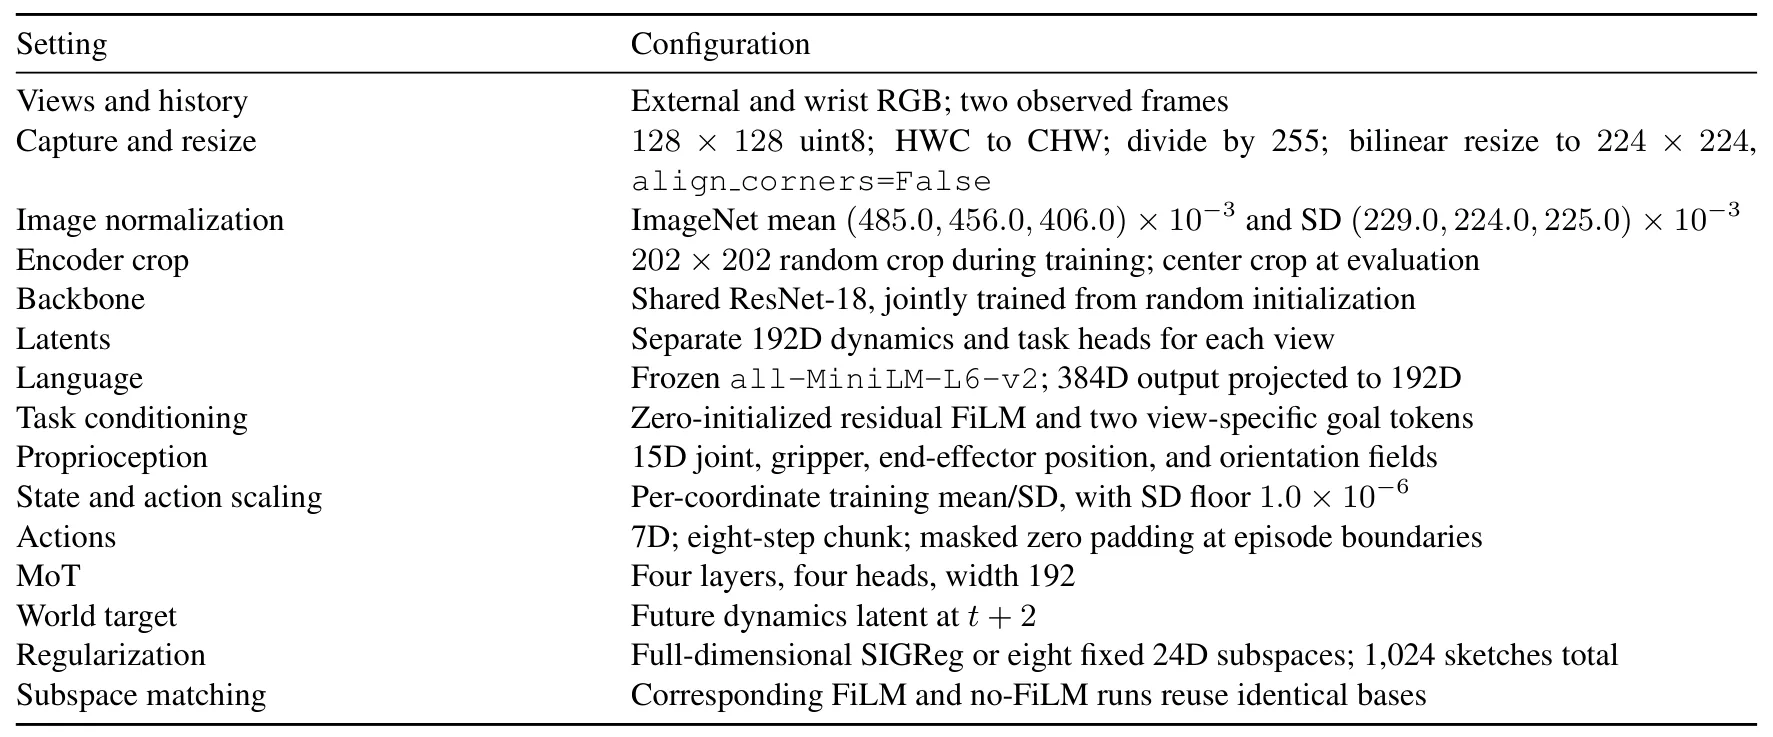 Setting Configuration
Views and history External and wrist RGB; two observed frames
Capture and resize 128 × 128 uint8; HWC to CHW; divide by 255; bilinear resize to 224 × 224,
align_corners=False
Image normalization ImageNet mean (485.0, 456.0, 406.0) × 10⁻³ and SD (229.0, 224.0, 225.0) × 10⁻³
Encoder crop 202 × 202 random crop during training; center crop at evaluation
Backbone Shared ResNet-18, jointly trained from random initialization
Latents Separate 192D dynamics and task heads for each view
Language Frozen all-MiniLM-L6-v2; 384D output projected to 192D
Task conditioning Zero-initialized residual FiLM and two view-specific goal tokens
Proprioception 15D joint, gripper, end-effector position, and orientation fields
State and action scaling Per-coordinate training mean/SD, with SD floor 1.0 × 10⁻⁶
Actions 7D; eight-step chunk; masked zero padding at episode boundaries
MoT Four layers, four heads, width 192
World target Future dynamics latent at t + 2
Regularization Full-dimensional SIGReg or eight fixed 24D subspaces; 1,024 sketches total
Subspace matching Corresponding FiLM and no-FiLM runs reuse identical bases